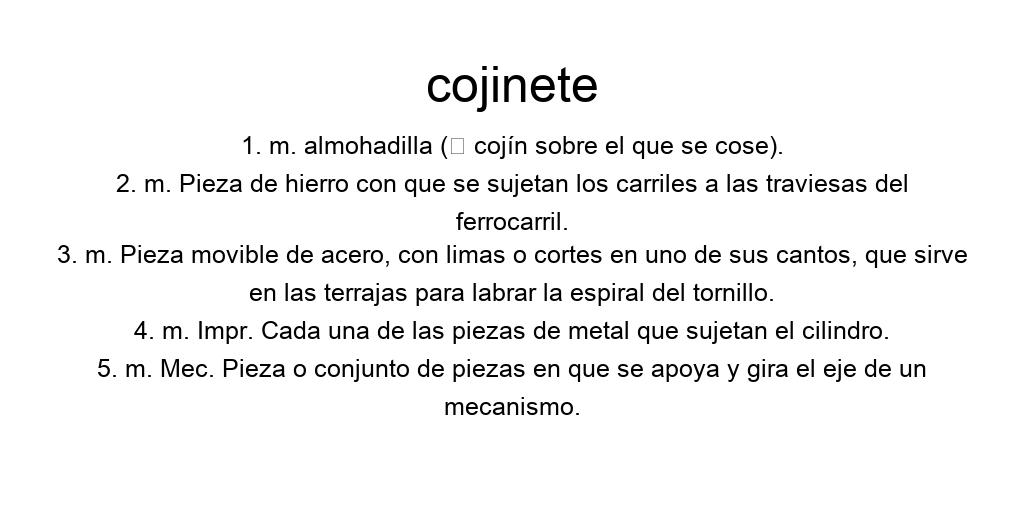 cojinete
1. m. almohadilla (□ cojín sobre el que se cose).
2. m. Pieza de hierro con que se sujetan los carriles a las traviesas del
ferrocarril.
3. m. Pieza movible de acero, con limas o cortes en uno de sus cantos, que sirve
en las terrajas para labrar la espiral del tornillo.
4. m. Impr. Cada una de las piezas de metal que sujetan el cilindro.
5. m. Mec. Pieza o conjunto de piezas en que se apoya y gira el eje de un
mecanismo.